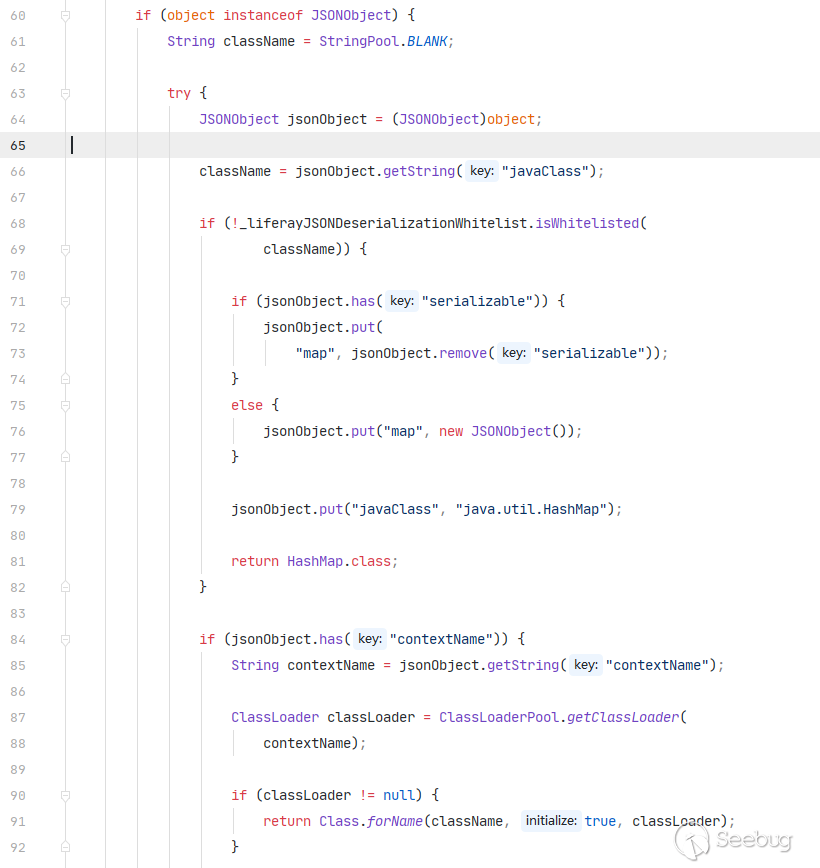 60 if (object instanceof JSONObject) {
61 String className = StringPool.BLANK;
62
63 try {
64 JSONObject jsonObject = (JSONObject)object;
65
66 className = jsonObject.getString( key: "javaClass");
67
68 if (!_liferayJSONDeserializationWhitelist.isWhitelisted(
69 className)) {
70
71 if (jsonObject.has( key: "serializable")) {
72 jsonObject.put(
73 "map", jsonObject.remove( key: "serializable"));
74 }
75 else {
76 jsonObject.put("map", new JSONObject());
77 }
78
79 jsonObject.put("javaClass", "java.util.HashMap");
80
81 return HashMap.class;
82 }
83
84 if (jsonObject.has( key: "contextName")) {
85 String contextName = jsonObject.getString( key: "contextName");
86
87 ClassLoader classLoader = ClassLoaderPool.getClassLoader(
88 contextName);
89
90 if (classLoader != null) {
91 return Class.forName(className, initialize: true, classLoader);
92 }
Seebug